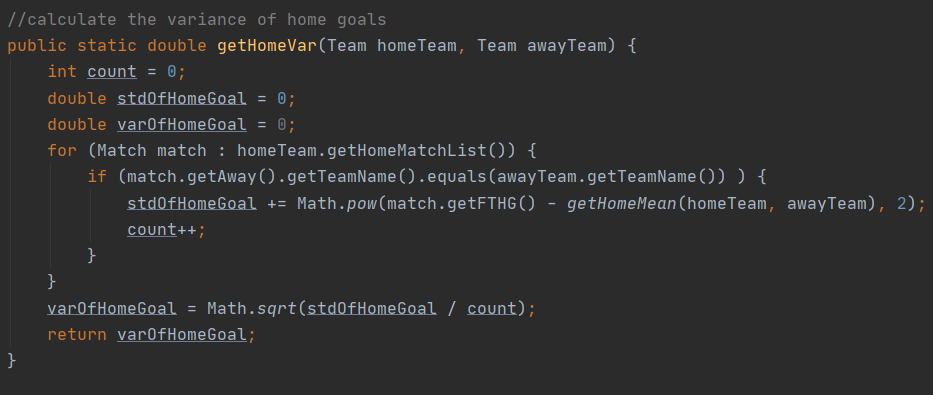 //calculate the variance of home goals
public static double getHomeVar(Team homeTeam, Team awayTeam) {
    int count = 0;
    double stdOfHomeGoal = 0;
    double varOfHomeGoal = 0;
    for (Match match : homeTeam.getHomeMatchList()) {
        if (match.getAway().getTeamName().equals(awayTeam.getTeamName()) ) {
            stdOfHomeGoal += Math.pow(match.getFTHG() - getHomeMean(homeTeam, awayTeam), 2);
            count++;
        }
    }
    varOfHomeGoal = Math.sqrt(stdOfHomeGoal / count);
    return varOfHomeGoal;
}